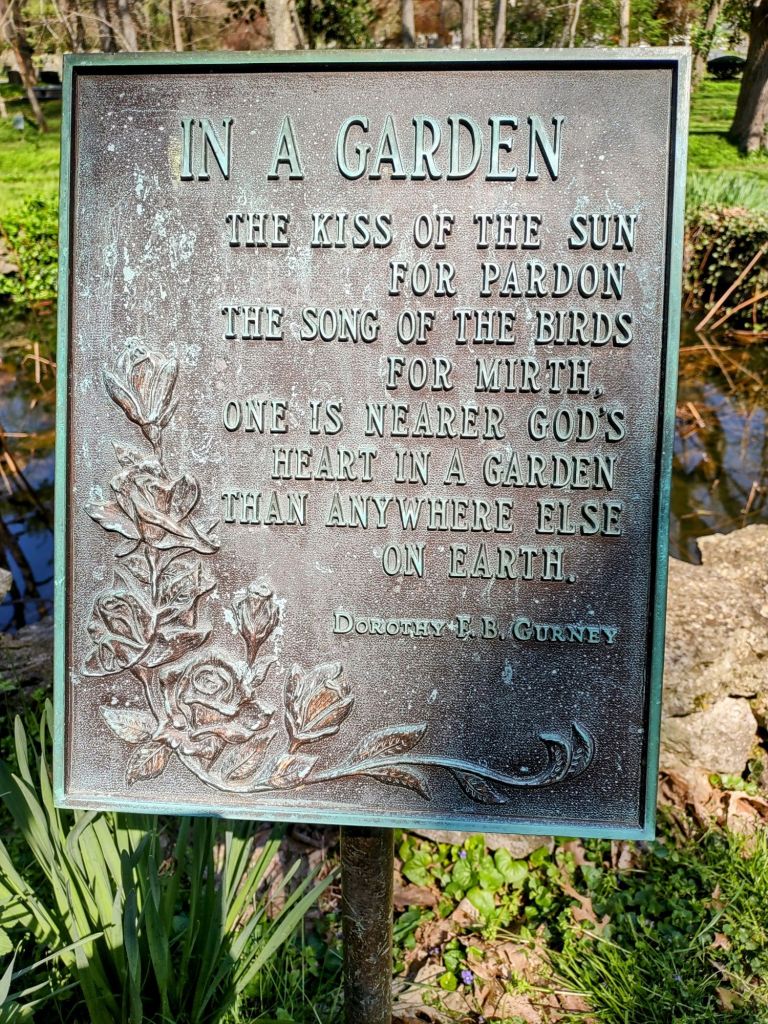 IN A GARDEN
THE KISS OF THE SUN
FOR PARDON
THE SONG OF THE BIRDS
FOR MIRTH,
ONE IS NEARER GOD'S
HEART IN A GARDEN
THAN ANYWHERE ELSE
ON EARTH.
DOROTHY F. B. GURNEY